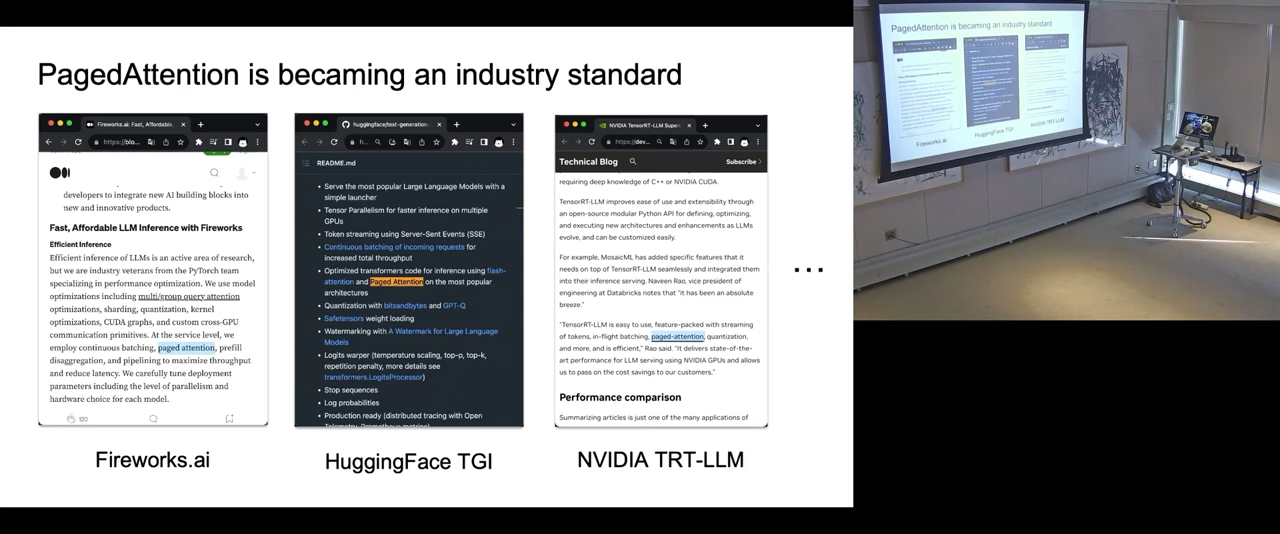 PagedAttention is becaming an industry standard
Fireworks.ai: Fast, Affordable
https://blo
developers to integrate new AI building blocks into
new and innovative products.
Fast, Affordable LLM Inference with Fireworks
Efficient Inference
Efficient inference of LLMs is an active area of research,
but we are industry veterans from the PyTorch team
specializing in performance optimization. We use model
optimizations including multi/group query attention
optimizations, sharding, quantization, kernel
optimizations, CUDA graphs, and custom cross-GPU
communication primitives. At the service level, we
employ continuous batching, paged attention, prefill
disaggregation, and pipelining to maximize throughput
and reduce latency. We carefully tune deployment
parameters including the level of parallelism and
hardware choice for each model.
120
Fireworks.ai
huggingface/text-generation-
h...
README.md
• Serve the most popular Large Language Models with a
simple launcher
• Tensor Parallelism for faster inference on multiple
GPUs
• Token streaming using Server-Sent Events (SSE)
• Continuous batching of incoming requests for
increased total throughput
• Optimized transformers code for inference using flash-
attention and Paged Attention on the most popular
architectures
• Quantization with bitsandbytes and GPT-Q
• Safetensors weight loading
• Watermarking with A Watermark for Large Language
Models
• Logits warper (temperature scaling, top-p, top-k,
repetition penalty, more details see
transformers.LogitsProcessor)
• Stop sequences
• Log probabilities
• Production ready (distributed tracing with Open
Telemetry, Prometheus metrics)
HuggingFace TGI
NVIDIA TensorRT-LLM Super
https://dev
Technical Blog
Subscribe
requiring deep knowledge of C++ or NVIDIA CUDA.
TensorRT-LLM improves ease of use and extensibility through
an open-source modular Python API for defining, optimizing,
and executing new architectures and enhancements as LLMs
evolve, and can be customized easily.
For example, MosaicML has added specific features that it
needs on top of TensorRT-LLM seamlessly and integrated them
into their inference serving. Naveen Rao, vice president of
engineering at Databricks notes that "it has been an absolute
breeze."
"TensorRT-LLM is easy to use, feature-packed with streaming
of tokens, in-flight batching, paged-attention, quantization,
and more, and is efficient," Rao said. "It delivers state-of-the-
art performance for LLM serving using NVIDIA GPUs and allows
us to pass on the cost savings to our customers."
Performance comparison
Summarizing articles is just one of the many applications of
NVIDIA TRT-LLM
...
PagedAttention is becaming an industry standard
Fireworks.ai
HuggingFace TGI
NVIDIA TRT-LLM